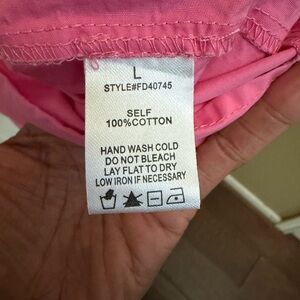 L
STYLE#FD40745
SELF
100%COTTON
HAND WASH COLD
DO NOT BLEACH
LAY FLAT TO DRY
LOW IRON IF NECESSARY